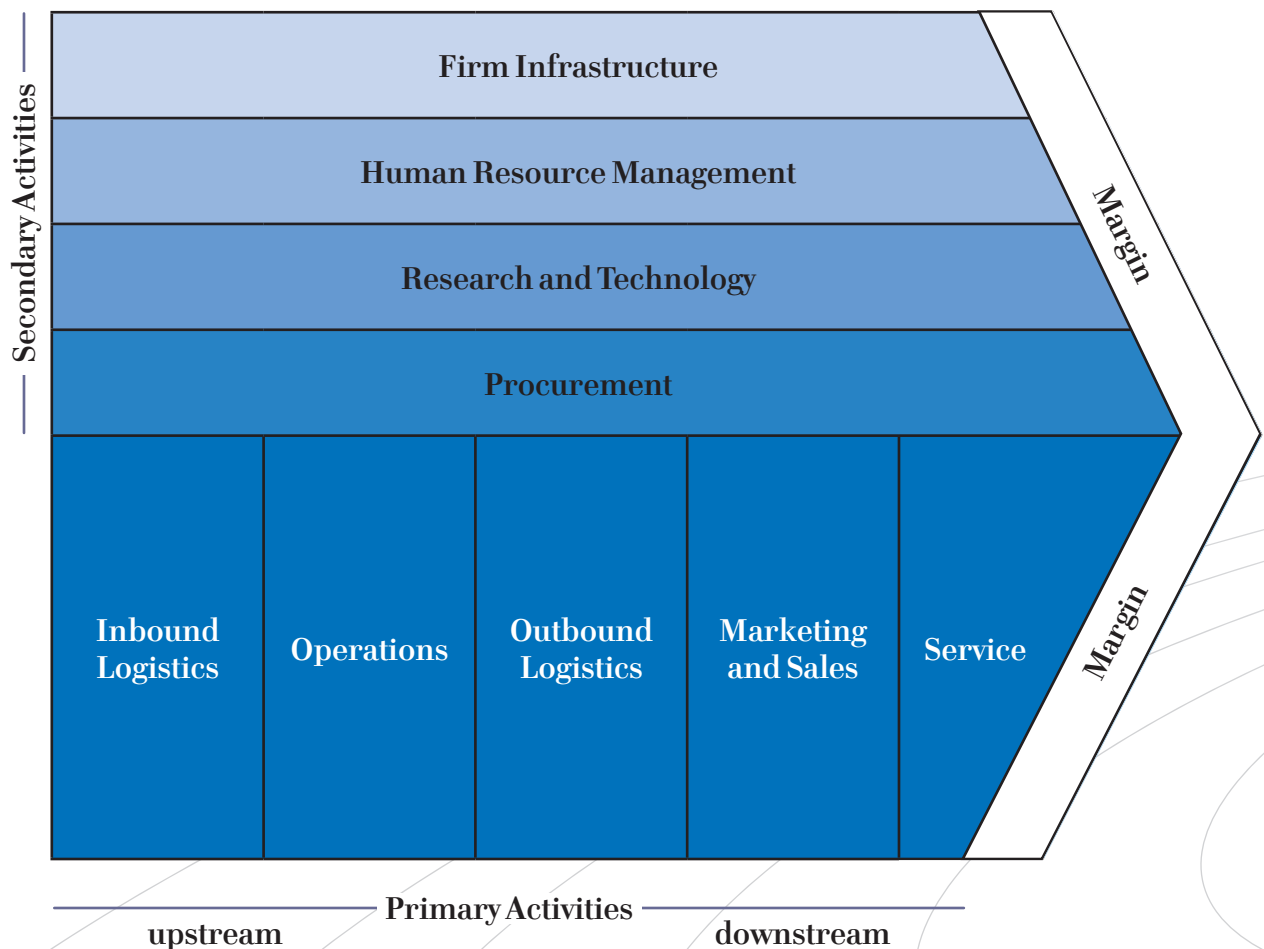 Secondary Activities
Firm Infrastructure
Human Resource Management
Research and Technology
Procurement
Margin
Inbound
Logistics
Operations
Outbound
Logistics
Marketing
and Sales
Service
Margin
Primary Activities
upstream
downstream